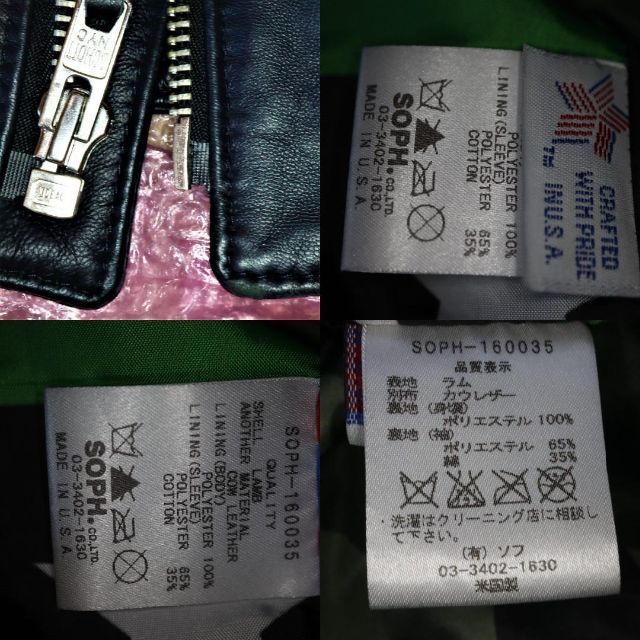 IDEAL
LINING (SLEEVE)
POLYESTER 100%
POLYESTER 65%
COTTON 35%
SOPH.CO.,LTD.
03-3402-1630
MADE IN U.S.A.
CRAFTED
WITH PRIDE
IN U.S.A.
TM
SOPH-160035
QUALITY
SHELL LAMB
ANOTHER MATERIAL
COW LEATHER
LINING (BODY)
POLYESTER 100%
LINING (SLEEVE)
POLYESTER 65%
COTTON 35%
SOPH.CO.,LTD.
03-3402-1630
MADE IN U.S.A.
SOPH-160035
品質表示
表地 ラム
別布 カウレザー
裏地 (身頃)
ポリエステル 100%
裏地 (袖)
ポリエステル 65%
綿 35%
・洗濯はクリーニング店に相談し
て下さい。
(有) ソフ
03-3402-1630
米国製